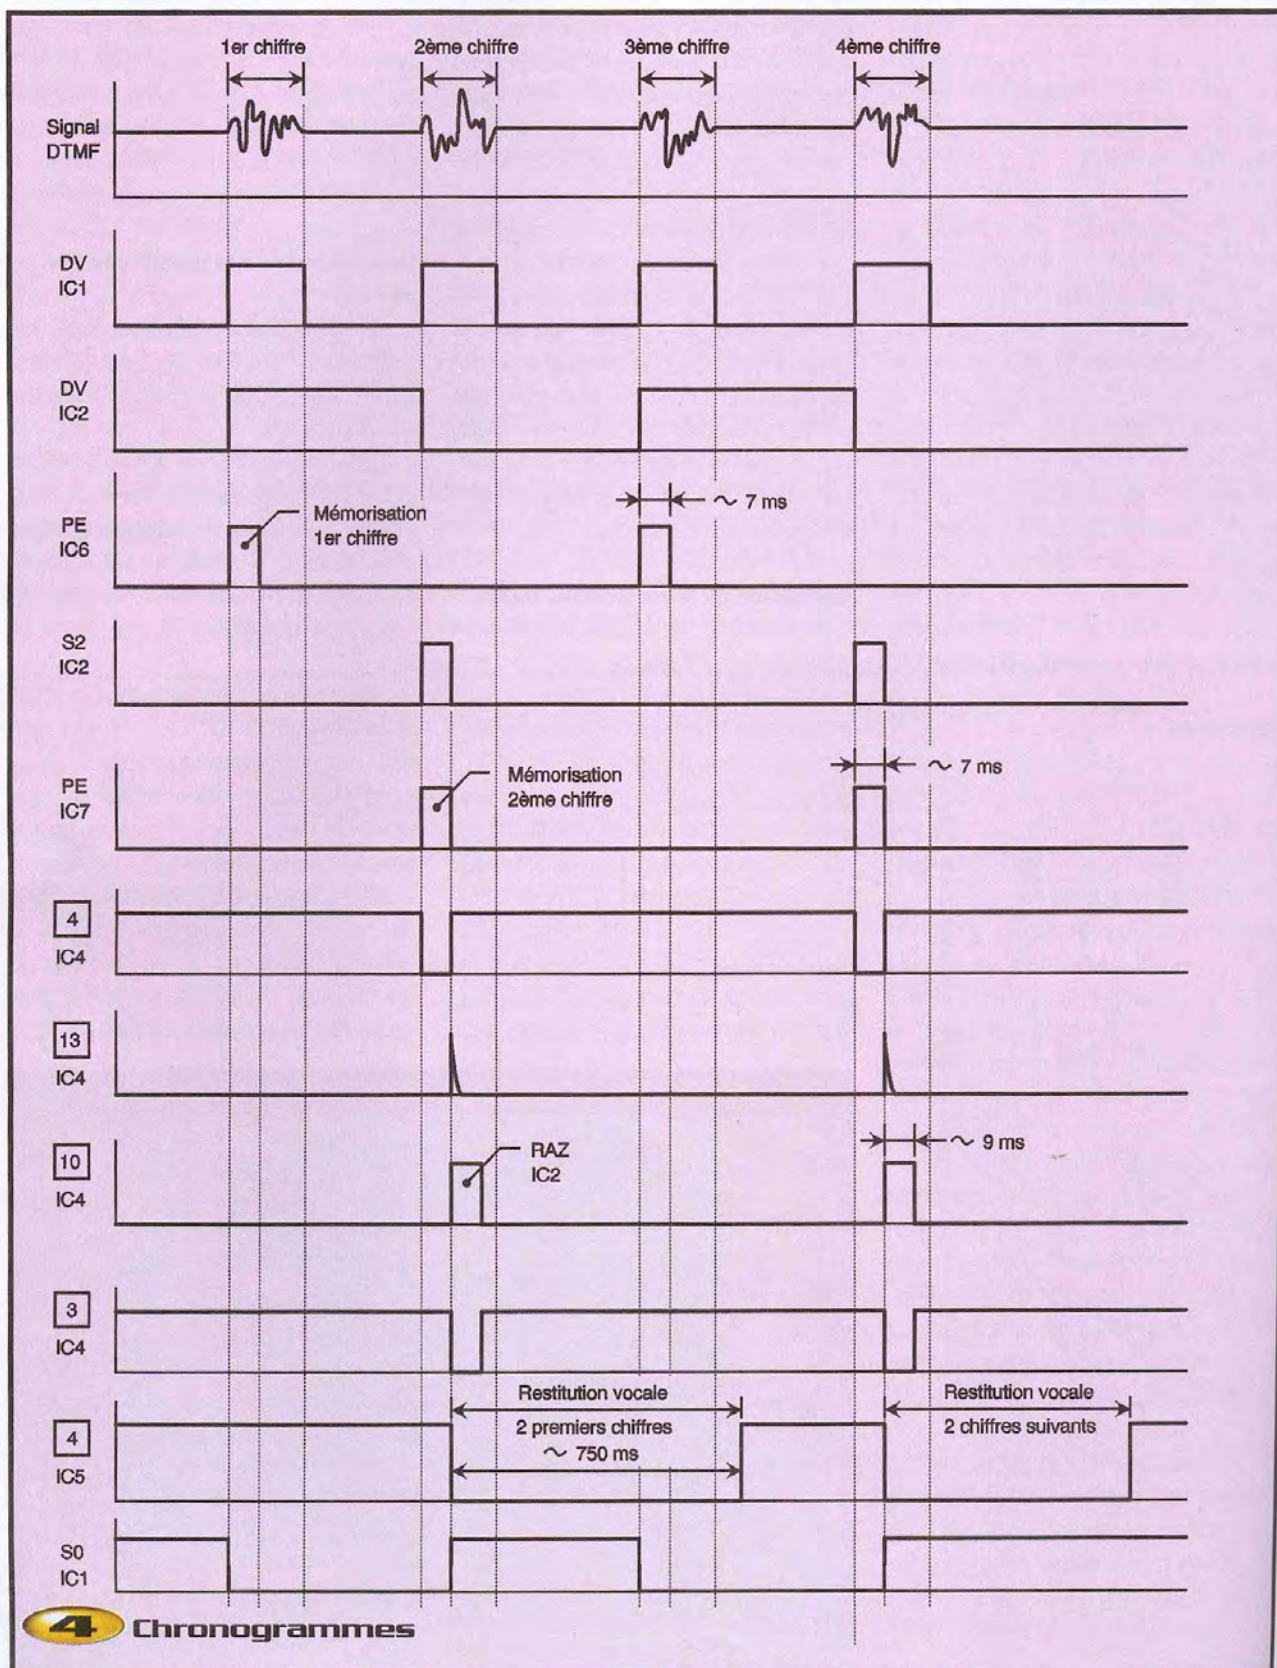 1er chiffre 2ème chiffre 3ème chiffre 4ème chiffre
Signal
DTMF
DV
IC1
DV
IC2
PE
IC6
Mémorisation
1er chiffre
~ 7 ms
S2
IC2
PE
IC7
Mémorisation
2ème chiffre
~ 7 ms
4
IC4
13
IC4
10
IC4
RAZ
IC2
~ 9 ms
3
IC4
4
IC5
Restitution vocale
2 premiers chiffres
~ 750 ms
Restitution vocale
2 chiffres suivants
S0
IC1
4 Chronogrammes